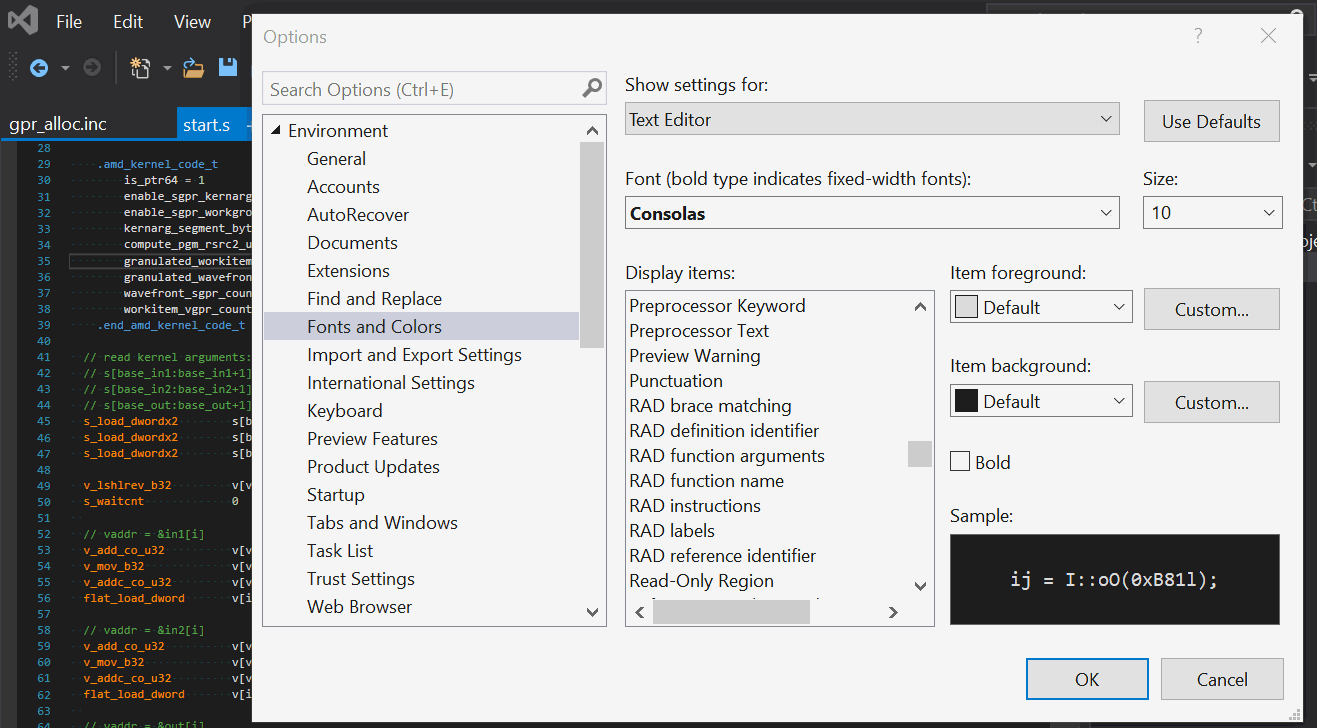 File Edit View
gpr_alloc.inc
start.s
28
29 .amd_kernel_code_t
30 is_ptr64 = 1
31 enable_sgpr_kernarg
32 enable_sgpr_workgro
33 kernarg_segment_byt
34 compute_pgm_rsrc2_u
35 granulated_workitem
36 granulated_wavefron
37 wavefront_sgpr_coun
38 workitem_vgpr_count
39 .end_amd_kernel_code_t
40
41 // read kernel arguments:
42 // s[base_in1:base_in1+1]
43 // s[base_in2:base_in2+1]
44 // s[base_out:base_out+1]
45 s_load_dwordx2 s[b
46 s_load_dwordx2 s[b
47 s_load_dwordx2 s[b
48
49 v_lshlrev_b32 v[v
50 s_waitcnt 0
51
52 // vaddr = &in1[i]
53 v_add_co_u32 v[v
54 v_mov_b32 v[v
55 v_addc_co_u32 v[v
56 flat_load_dword v[i
57
58 // vaddr = &in2[i]
59 v_add_co_u32 v[v
60 v_mov_b32 v[v
61 v_addc_co_u32 v[v
62 flat_load_dword v[i
63
64 // vaddr = &out[i]
Options
?
Search Options (Ctrl+E)
Environment
General
Accounts
AutoRecover
Documents
Extensions
Find and Replace
Fonts and Colors
Import and Export Settings
International Settings
Keyboard
Preview Features
Product Updates
Startup
Tabs and Windows
Task List
Trust Settings
Web Browser
Show settings for:
Text Editor
Use Defaults
Font (bold type indicates fixed-width fonts):
Size:
Consolas
10
Display items:
Preprocessor Keyword
Preprocessor Text
Preview Warning
Punctuation
RAD brace matching
RAD definition identifier
RAD function arguments
RAD function name
RAD instructions
RAD labels
RAD reference identifier
Read-Only Region
Item foreground:
Default
Custom...
Item background:
Default
Custom...
Bold
Sample:
ij = I::oO(0xB81l);
OK
Cancel